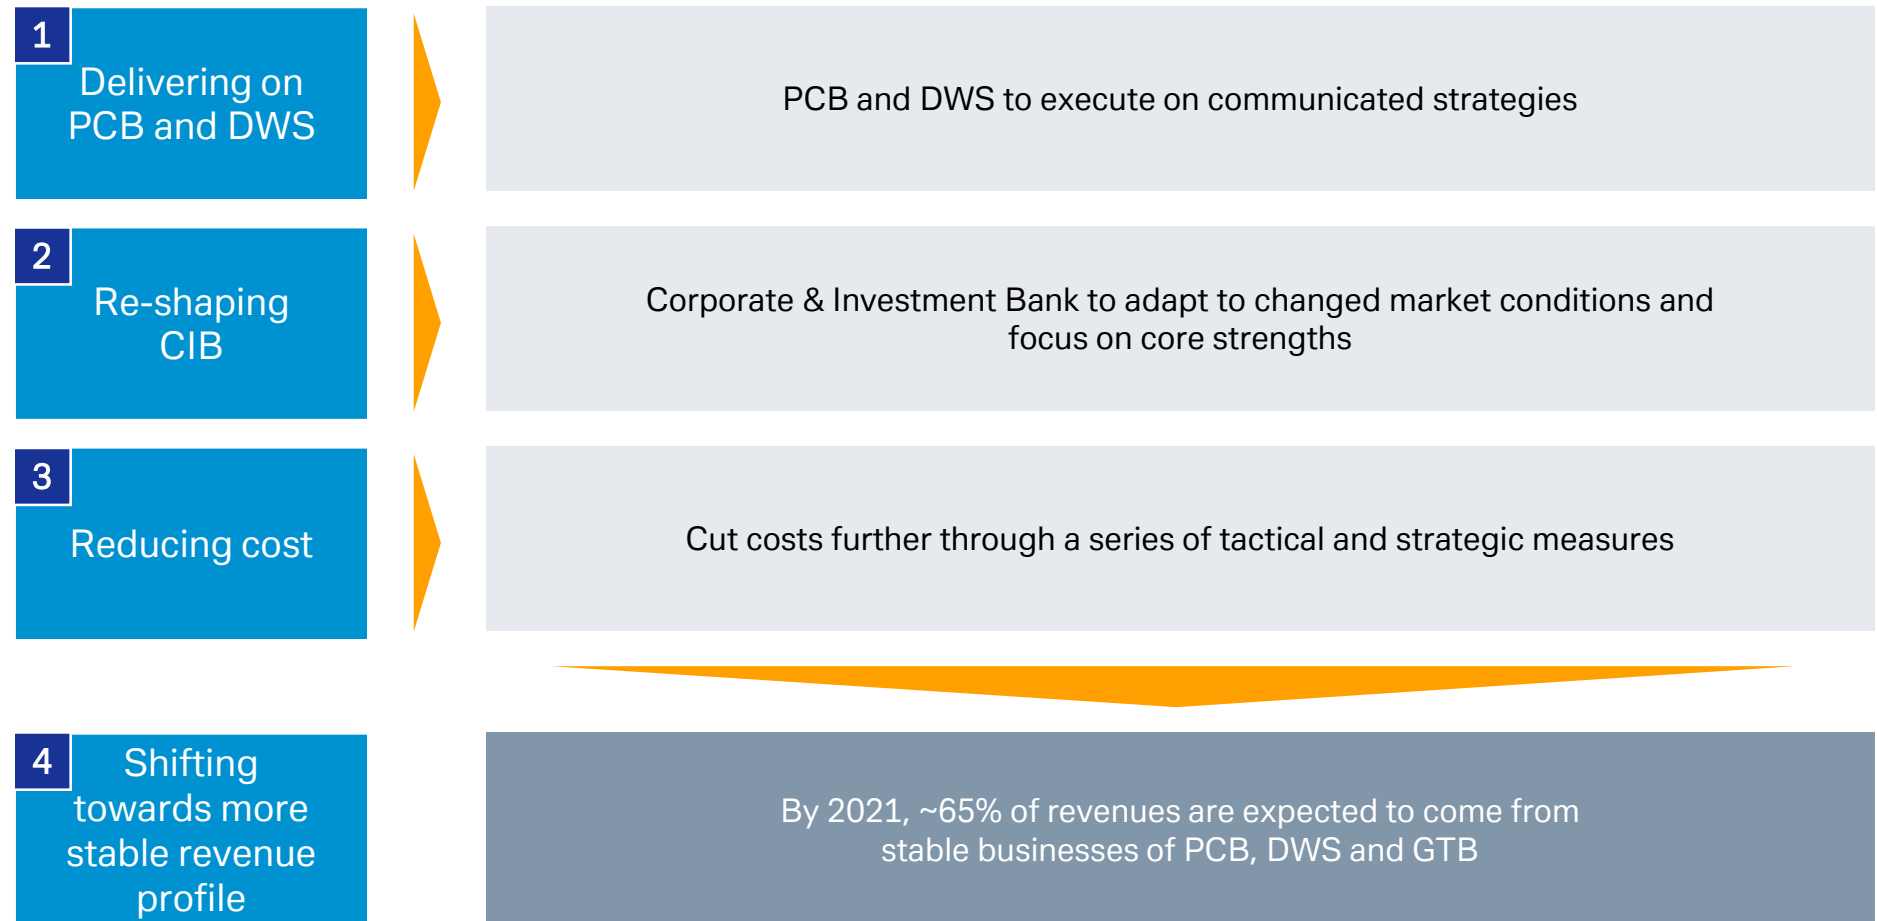 1
Delivering on
PCB and DWS
PCB and DWS to execute on communicated strategies
2
Re-shaping
CIB
Corporate & Investment Bank to adapt to changed market conditions and
focus on core strengths
3
Reducing cost
Cut costs further through a series of tactical and strategic measures
4
Shifting
towards more
stable revenue
profile
By 2021, ~65% of revenues are expected to come from
stable businesses of PCB, DWS and GTB